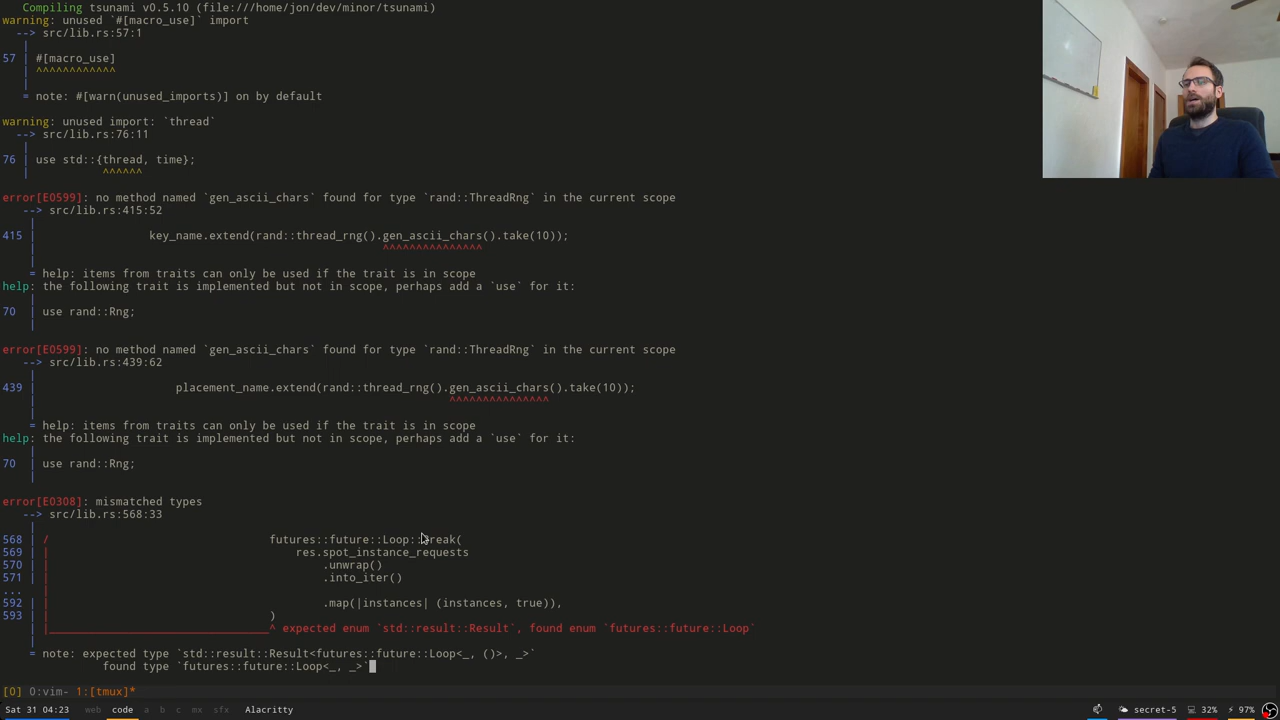 Compiling tsunami v0.5.10 (file:///home/jon/dev/minor/tsunami)
warning: unused `#[macro_use]` import
--> src/lib.rs:57:1
|
57 | #[macro_use]
| ^^^^^^^^^^^^
|
= note: #[warn(unused_imports)] on by default
warning: unused import: `thread`
--> src/lib.rs:76:11
|
76 | use std::{thread, time};
| ^^^^^^
error[E0599]: no method named `gen_ascii_chars` found for type `rand::ThreadRng` in the current scope
--> src/lib.rs:415:52
|
415 | key_name.extend(rand::thread_rng().gen_ascii_chars().take(10));
| ^^^^^^^^^^^^^^^
|
= help: items from traits can only be used if the trait is in scope
help: the following trait is implemented but not in scope, perhaps add a `use` for it:
|
70 | use rand::Rng;
|
error[E0599]: no method named `gen_ascii_chars` found for type `rand::ThreadRng` in the current scope
--> src/lib.rs:439:62
|
439 | placement_name.extend(rand::thread_rng().gen_ascii_chars().take(10));
| ^^^^^^^^^^^^^^^
|
= help: items from traits can only be used if the trait is in scope
help: the following trait is implemented but not in scope, perhaps add a `use` for it:
|
70 | use rand::Rng;
|
error[E0308]: mismatched types
--> src/lib.rs:568:33
|
568 | / futures::future::Loop::Break(
569 | | res.spot_instance_requests
570 | | .unwrap()
571 | | .into_iter()
... |
592 | | .map(|instances| (instances, true)),
593 | | )
| |_________________________________^ expected enum `std::result::Result`, found enum `futures::future::Loop`
|
= note: expected type `std::result::Result<futures::future::Loop<_, ()>, _>`
found type `futures::future::Loop<_, _>`
[0] 0:vim- 1:[tmux]*
Sat 31 04:23 web code a b c mx sfx Alacritty secret-5 32% 97%